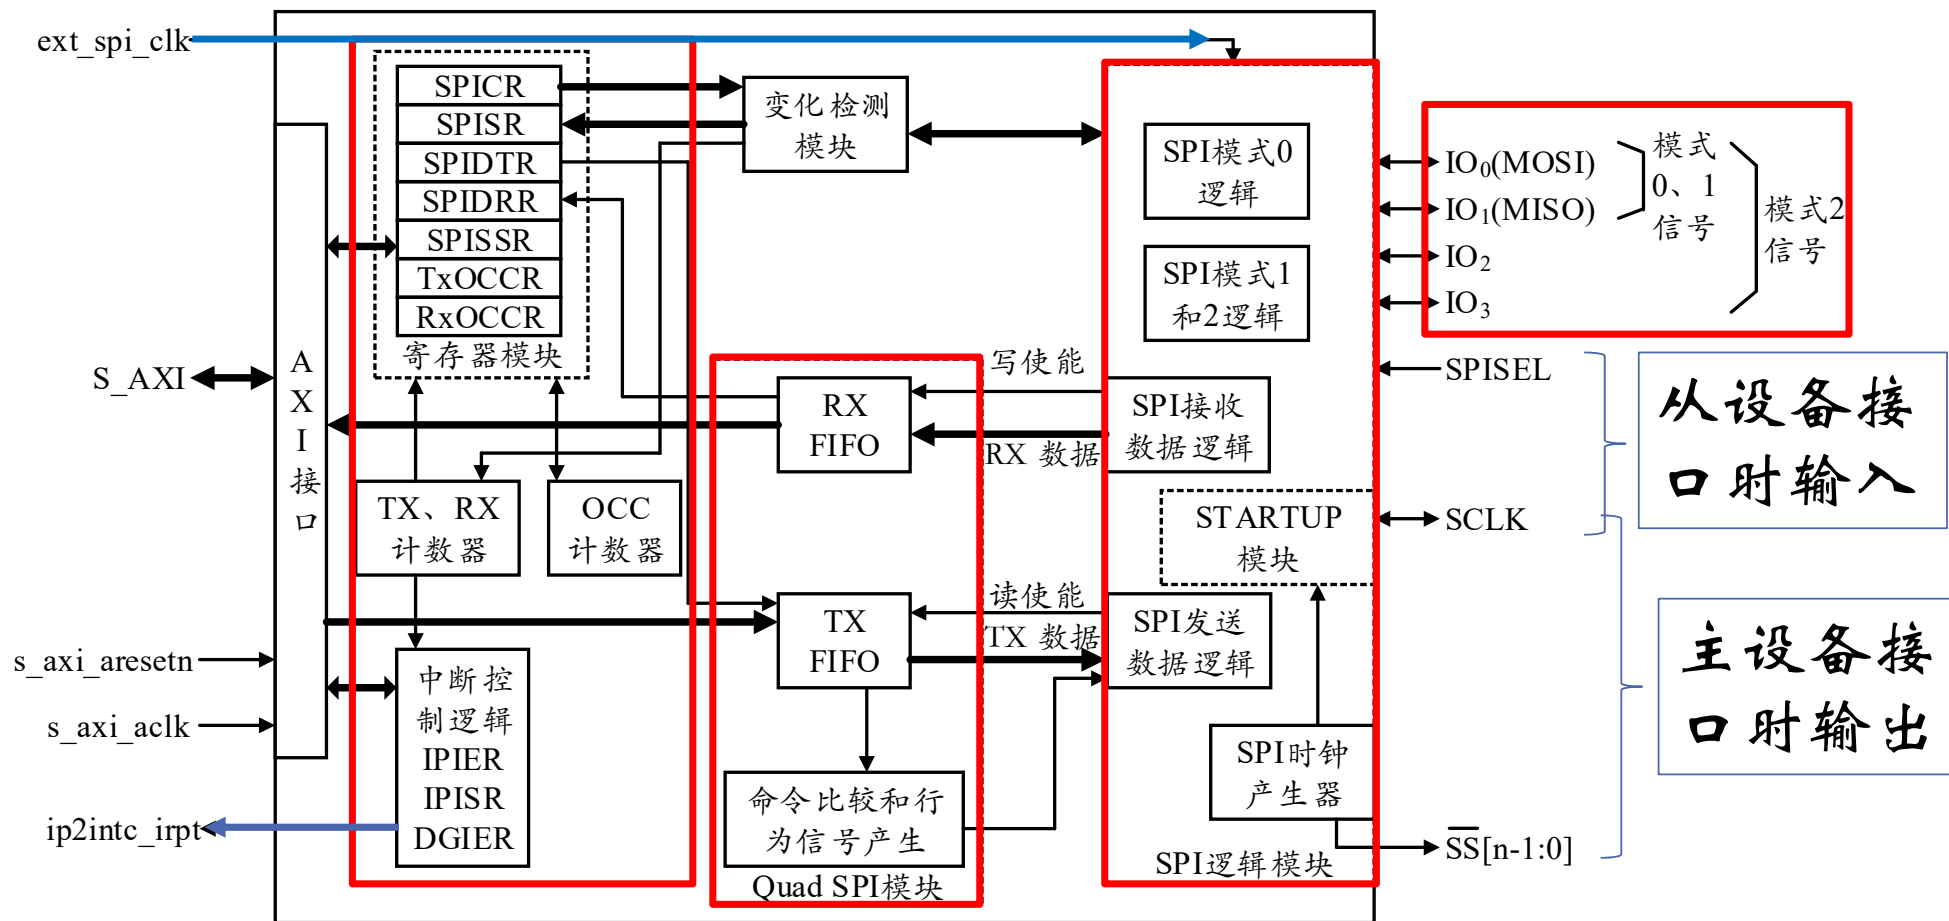 ext_spi_clk
SPICR
SPISR
SPIDTR
SPIDRR
SPISSR
TxOCCR
RxOCCR
寄存器模块
变化检测
模块
SPI模式0
逻辑
SPI模式1
和2逻辑
IO0(MOSI)
IO1(MISO)
IO2
IO3
模式
0、1
信号
模式2
信号
S_AXI
A
X
I
接
口
RX
FIFO
写使能
RX 数据
SPI接收
数据逻辑
SPISEL
从设备接
口时输入
TX、RX
计数器
OCC
计数器
STARTUP
模块
SCLK
TX
FIFO
读使能
TX 数据
SPI发送
数据逻辑
主设备接
口时输出
s_axi_aresetn
s_axi_aclk
中断控
制逻辑
IPIER
IPISR
DGIER
ip2intc_irpt
命令比较和行
为信号产生
Quad SPI模块
SPI时钟
产生器
SPI逻辑模块
S̅S̅[n-1:0]